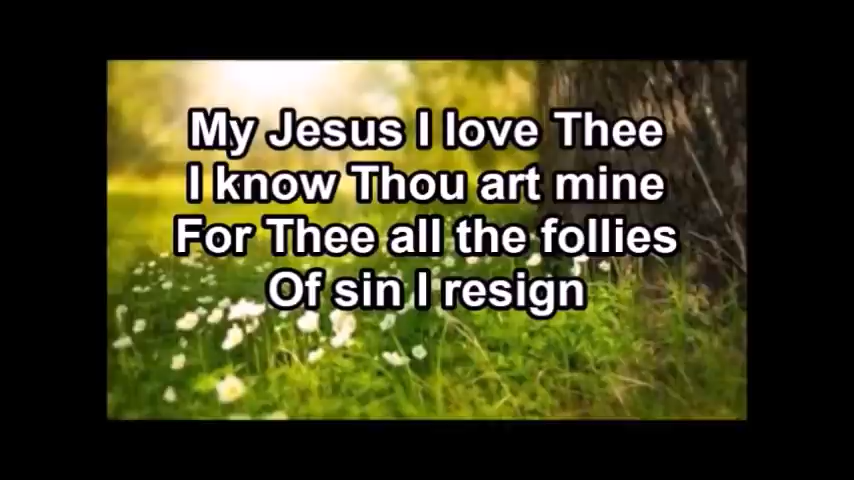 My Jesus I love Thee
I know Thou art mine
For Thee all the follies
Of sin I resign